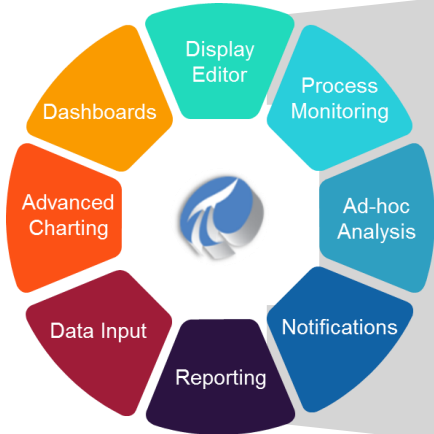 Display
Editor
Process
Monitoring
Ad-hoc
Analysis
Notifications
Reporting
Data Input
Advanced
Charting
Dashboards